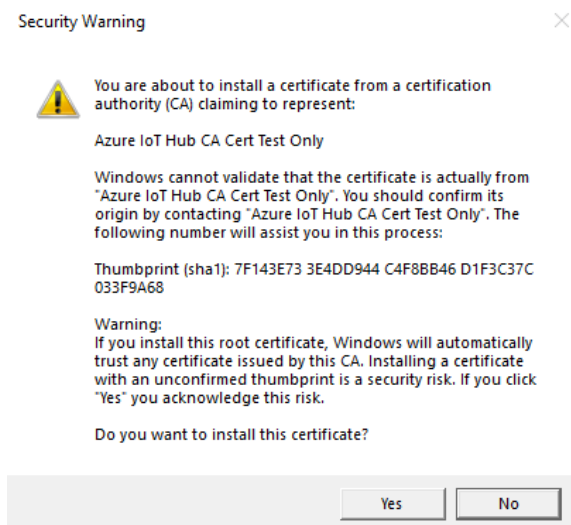 Security Warning
You are about to install a certificate from a certification
authority (CA) claiming to represent:
Azure IoT Hub CA Cert Test Only
Windows cannot validate that the certificate is actually from
"Azure IoT Hub CA Cert Test Only". You should confirm its
origin by contacting "Azure IoT Hub CA Cert Test Only". The
following number will assist you in this process:
Thumbprint (sha1): 7F143E73 3E4DD944 C4F8BB46 D1F3C37C
033F9A68
Warning:
If you install this root certificate, Windows will automatically
trust any certificate issued by this CA. Installing a certificate
with an unconfirmed thumbprint is a security risk. If you click
"Yes" you acknowledge this risk.
Do you want to install this certificate?
Yes No